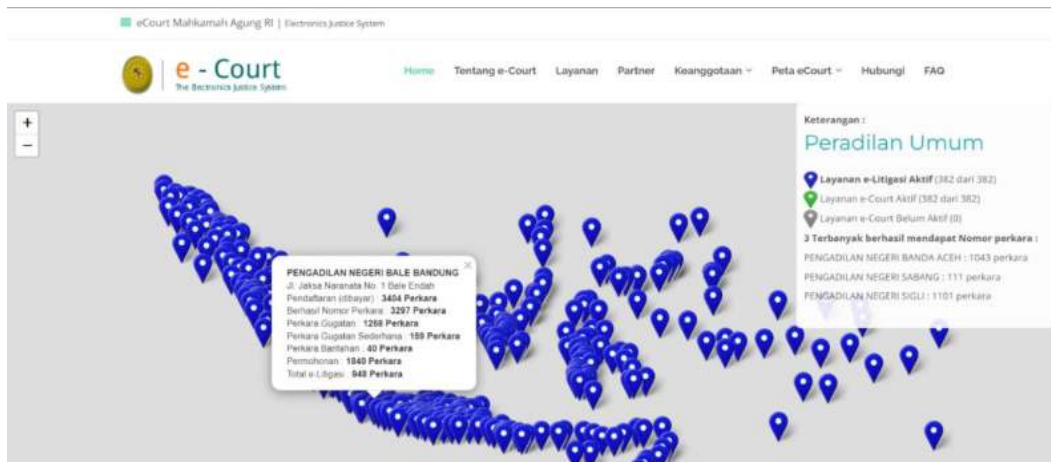 eCourt Mahkamah Agung RI | Electronics Justice System
e - Court
The Electronics Justice System
Home Tentang e-Court Layanan Partner Keanggotaan Peta eCourt Hubungi FAQ
+
−
Keterangan :
Peradilan Umum
Layanan e-Litigasi Aktif (382 dari 382)
Layanan e-Court Aktif (382 dari 382)
Layanan e-Court Belum Aktif (0)
3 Terbanyak berhasil mendapat Nomor perkara :
PENGADILAN NEGERI BANDA ACEH : 1043 perkara
PENGADILAN NEGERI SABANG : 111 perkara
PENGADILAN NEGERI SIGLI : 1101 perkara
PENGADILAN NEGERI BALE BANDUNG
Jl. Jaksa Naranata No. 1 Bale Endah
Pendaftaran (dibayar) : 3404 Perkara
Berhasil Nomor Perkara : 3297 Perkara
Perkara Gugatan : 1268 Perkara
Perkara Gugatan Sederhana : 159 Perkara
Perkara Bantahan : 40 Perkara
Permohonan : 1840 Perkara
Total e-Litigasi : 948 Perkara